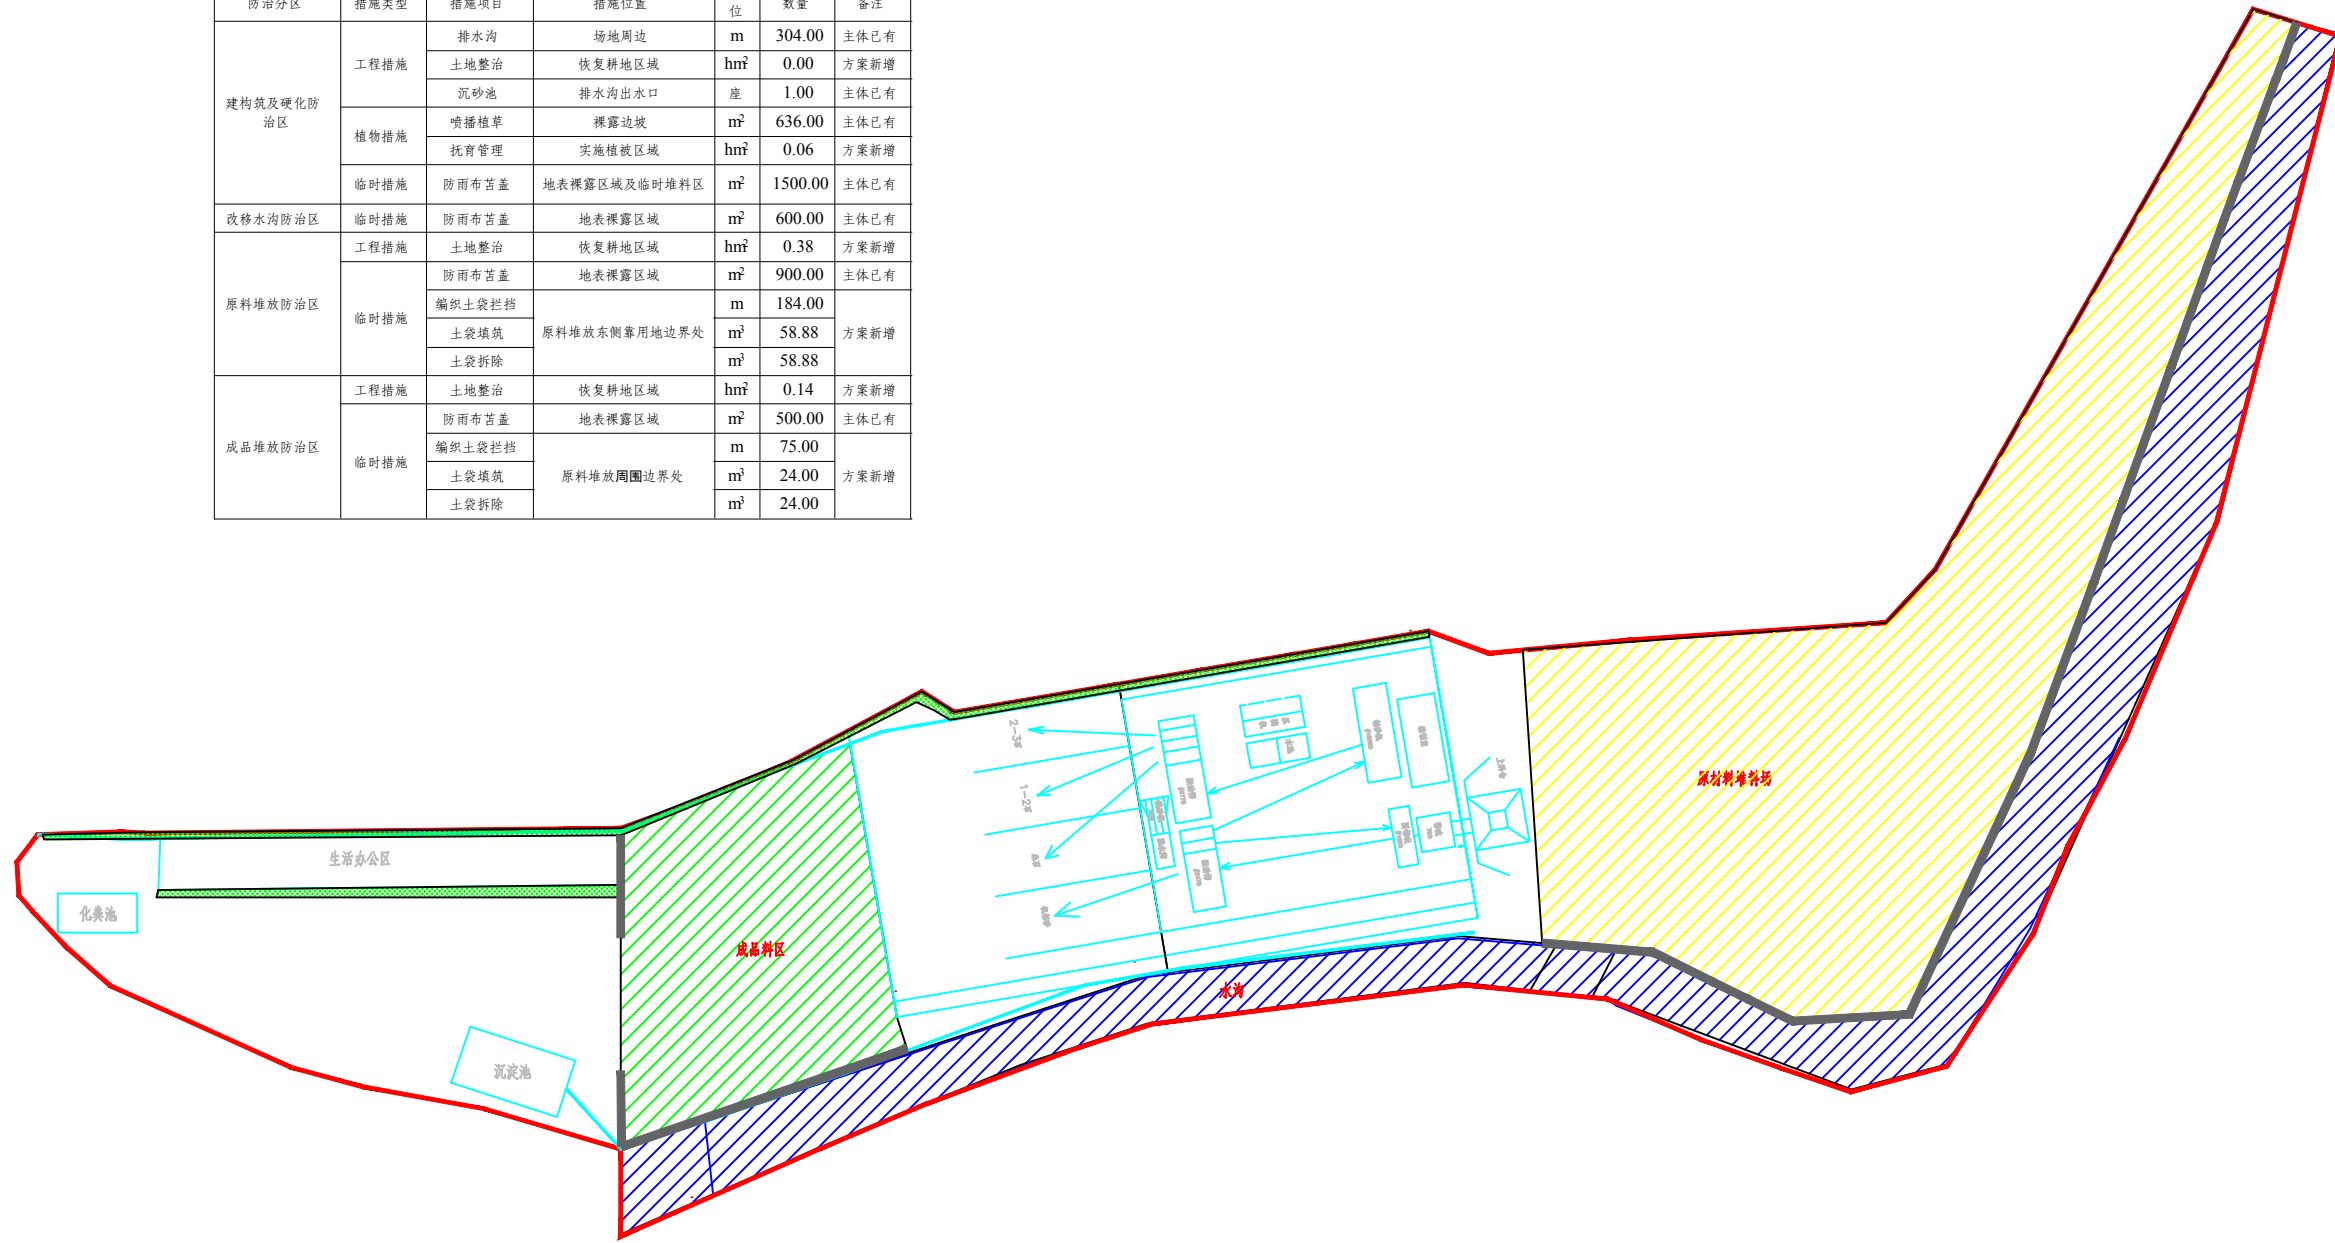 防治分区 措施类型 措施项目 措施位置 位 数量 备注
建构筑及硬化防
治区
工程措施 排水沟 场地周边 m 304.00 主体已有
土地整治 恢复耕地区域 hm² 0.00 方案新增
沉砂池 排水沟出水口 座 1.00 主体已有
植物措施 喷播植草 裸露边坡 m² 636.00 主体已有
抚育管理 实施植被区域 hm² 0.06 方案新增
临时措施 防雨布苫盖 地表裸露区域及临时堆料区 m² 1500.00 主体已有
改移水沟防治区 临时措施 防雨布苫盖 地表裸露区域 m² 600.00 主体已有
原料堆放防治区 工程措施 土地整治 恢复耕地区域 hm² 0.38 方案新增
临时措施 防雨布苫盖 地表裸露区域 m² 900.00 主体已有
编织土袋拦挡 原料堆放东侧靠用地边界处 m 184.00 方案新增
土袋填筑 m³ 58.88
土袋拆除 m³ 58.88
成品堆放防治区 工程措施 土地整治 恢复耕地区域 hm² 0.14 方案新增
临时措施 防雨布苫盖 地表裸露区域 m² 500.00 主体已有
编织土袋拦挡 原料堆放周围边界处 m 75.00 方案新增
土袋填筑 m³ 24.00
土袋拆除 m³ 24.00
2-3#
1-2#
水池
上料台
原材料堆料场
生活办公区
化粪池
成品料区
水沟
沉淀池